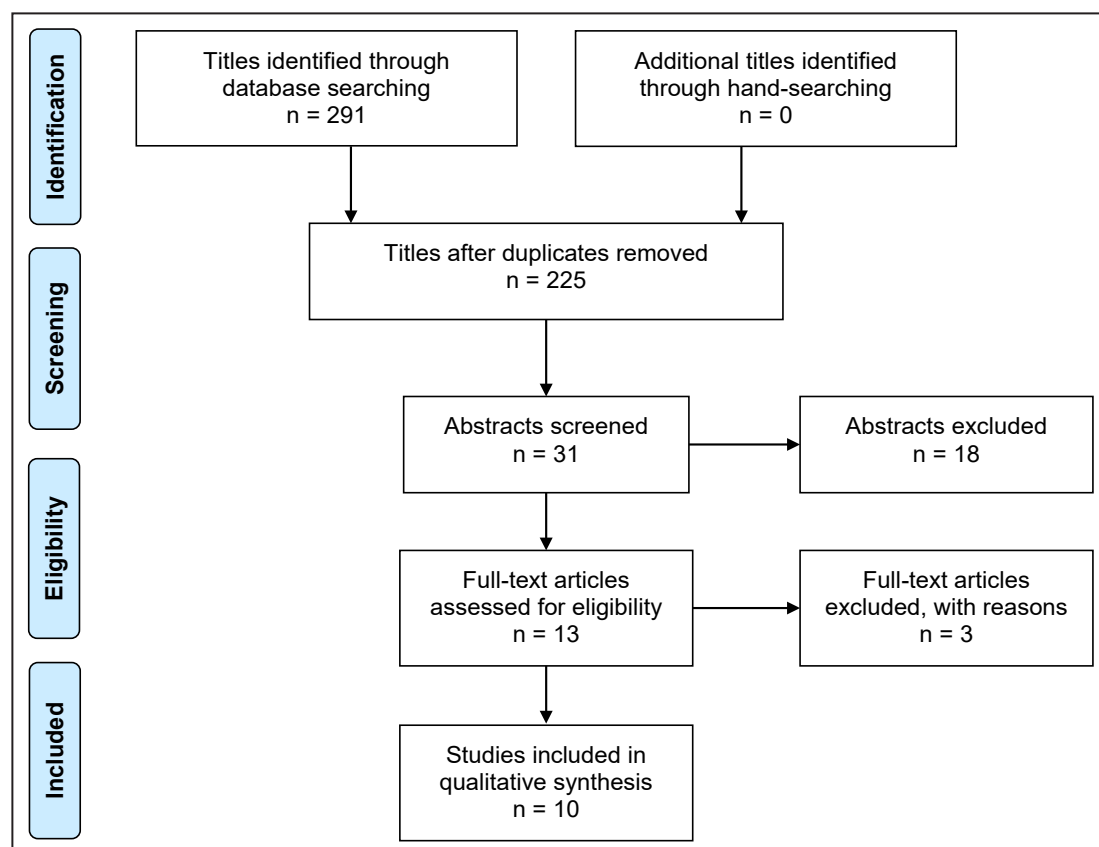 Identification
Titles identified through
database searching
n = 291
Additional titles identified
through hand-searching
n = 0
Titles after duplicates removed
n = 225
Screening
Abstracts screened
n = 31
Abstracts excluded
n = 18
Eligibility
Full-text articles
assessed for eligibility
n = 13
Full-text articles
excluded, with reasons
n = 3
Included
Studies included in
qualitative synthesis
n = 10